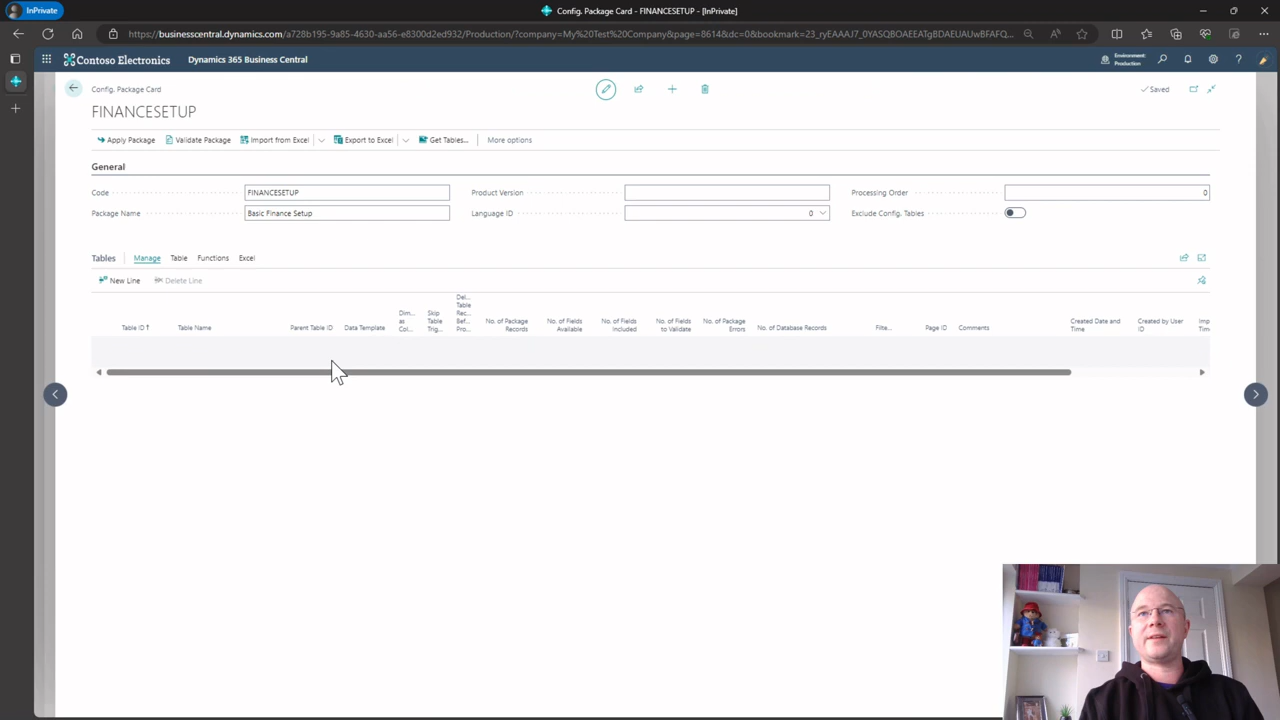 InPrivate
Config. Package Card - FINANCESETUP - [InPrivate]
https://businesscentral.dynamics.com/a728b195-9a85-4630-aa56-e8300d2ed932/Production/?company=My%20Test%20Company&page=8614&dc=0&bookmark=23_ryEAAAJ7_0YASQBOAEEATgBDAEUAUwBFAFQ...
Contoso Electronics
Dynamics 365 Business Central
Environment:
Production
Config. Package Card
Saved
FINANCESETUP
Apply Package
Validate Package
Import from Excel
Export to Excel
Get Tables...
More options
General
Code
FINANCESETUP
Product Version
Processing Order
0
Package Name
Basic Finance Setup
Language ID
0
Exclude Config. Tables
Tables
Manage
Table
Functions
Excel
New Line
Delete Line
Table ID↑
Table Name
Parent Table ID
Data Template
Dim...
as
Col...
Skip
Table
Trig...
Del...
Table
Rec...
Bef...
Pro...
No. of Package
Records
No. of Fields
Available
No. of Fields
Included
No. of Fields
to Validate
No. of Package
Errors
No. of Database Records
Filte...
Page ID
Comments
Created Date and
Time
Created by User
ID
Imp
Time